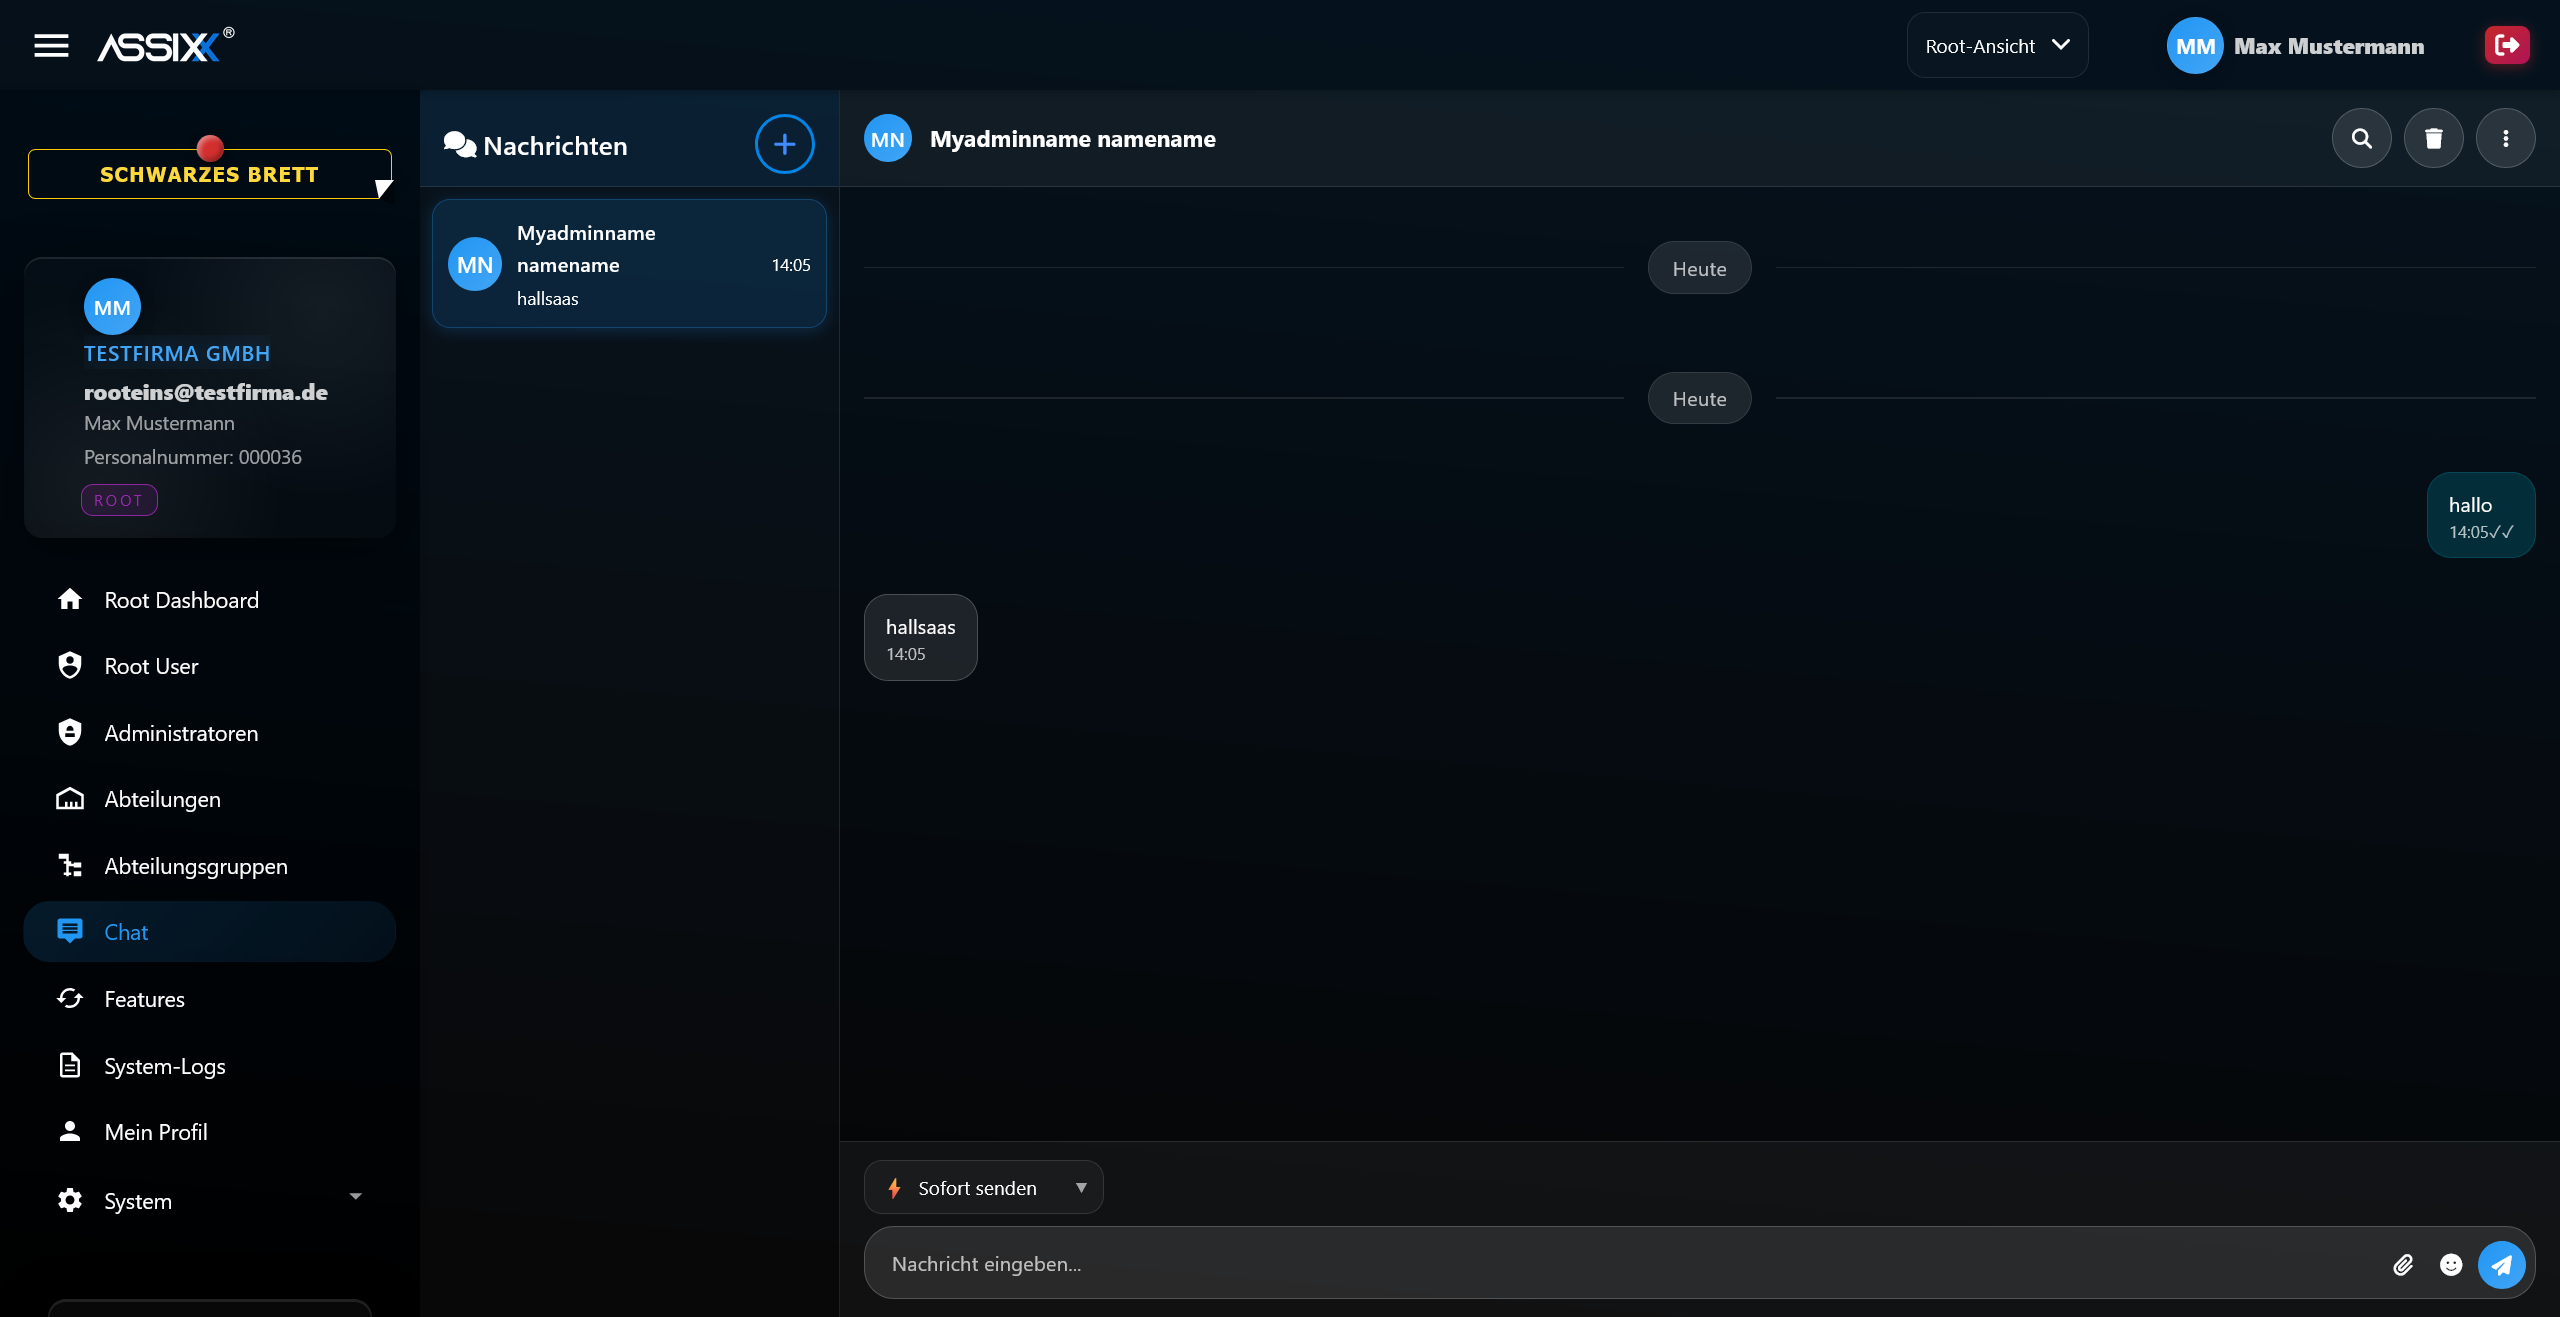 ASSIXX®
Root-Ansicht
MM
Max Mustermann
SCHWARZES BRETT
MM
TESTFIRMA GMBH
rooteins@testfirma.de
Max Mustermann
Personalnummer: 000036
ROOT
Root Dashboard
Root User
Administratoren
Abteilungen
Abteilungsgruppen
Chat
Features
System-Logs
Mein Profil
System
Nachrichten
MN
Myadminname
namename
14:05
hallsaas
MN
Myadminname namename
Heute
Heute
hallo
14:05✓✓
hallsaas
14:05
Sofort senden
Nachricht eingeben...